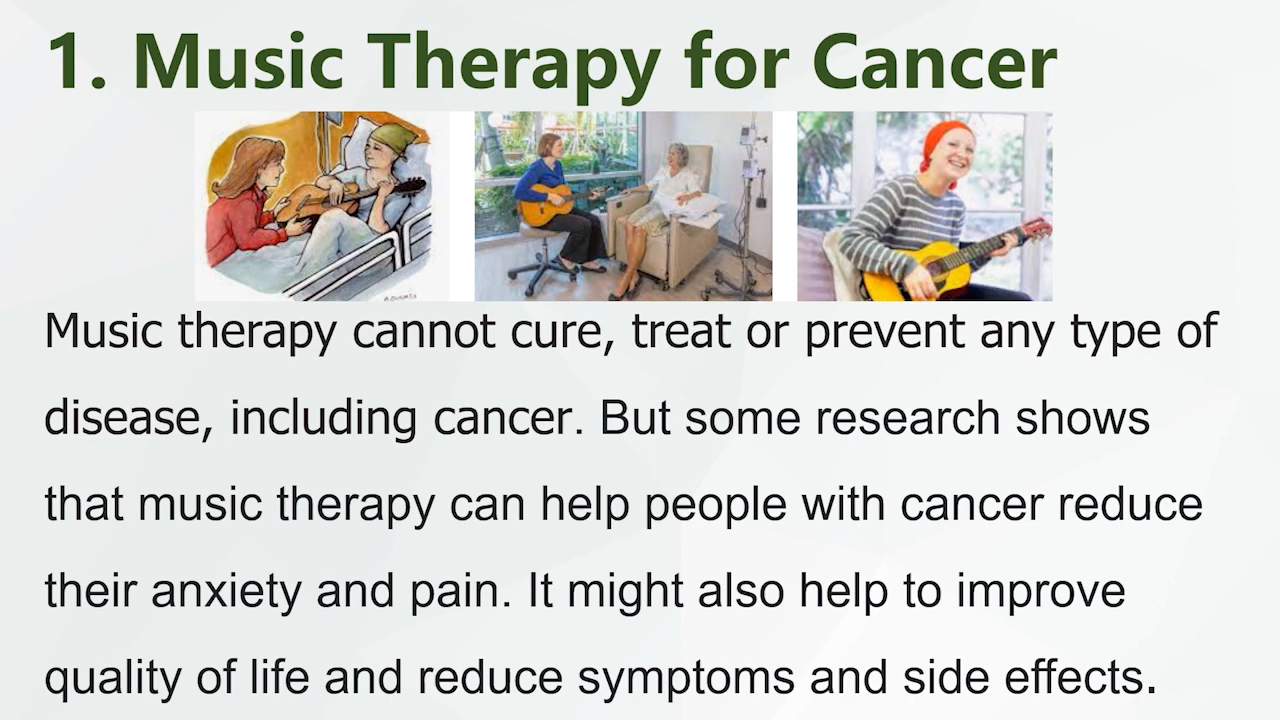 1. Music Therapy for Cancer
Music therapy cannot cure, treat or prevent any type of
disease, including cancer. But some research shows
that music therapy can help people with cancer reduce
their anxiety and pain. It might also help to improve
quality of life and reduce symptoms and side effects.